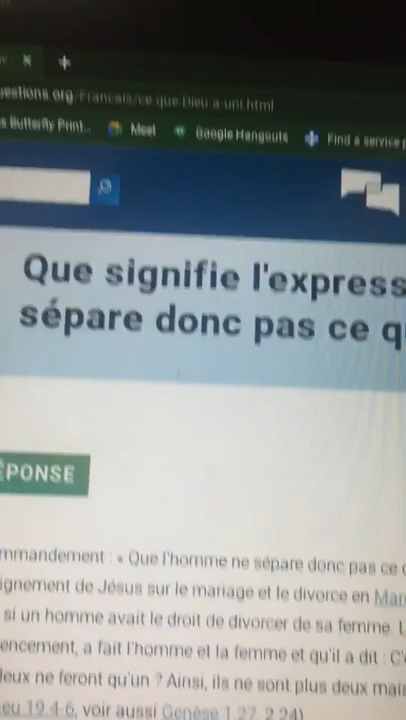 estions.org/Francais/ce-que-Dieu-a-uni.html
s Butterfly Print... Meet Google Hangouts Find a service p
Que signifie l'express
sépare donc pas ce q
ÉPONSE
mmandement : « Que l'homme ne sépare donc pas ce
ignement de Jésus sur le mariage et le divorce en Mar
si un homme avait le droit de divorcer de sa femme. L
encement, a fait l'homme et la femme et qu'il a dit : C'e
deux ne feront qu'un ? Ainsi, ils ne sont plus deux mais
eu 19.4-6, voir aussi Genèse 1.27, 2.24)